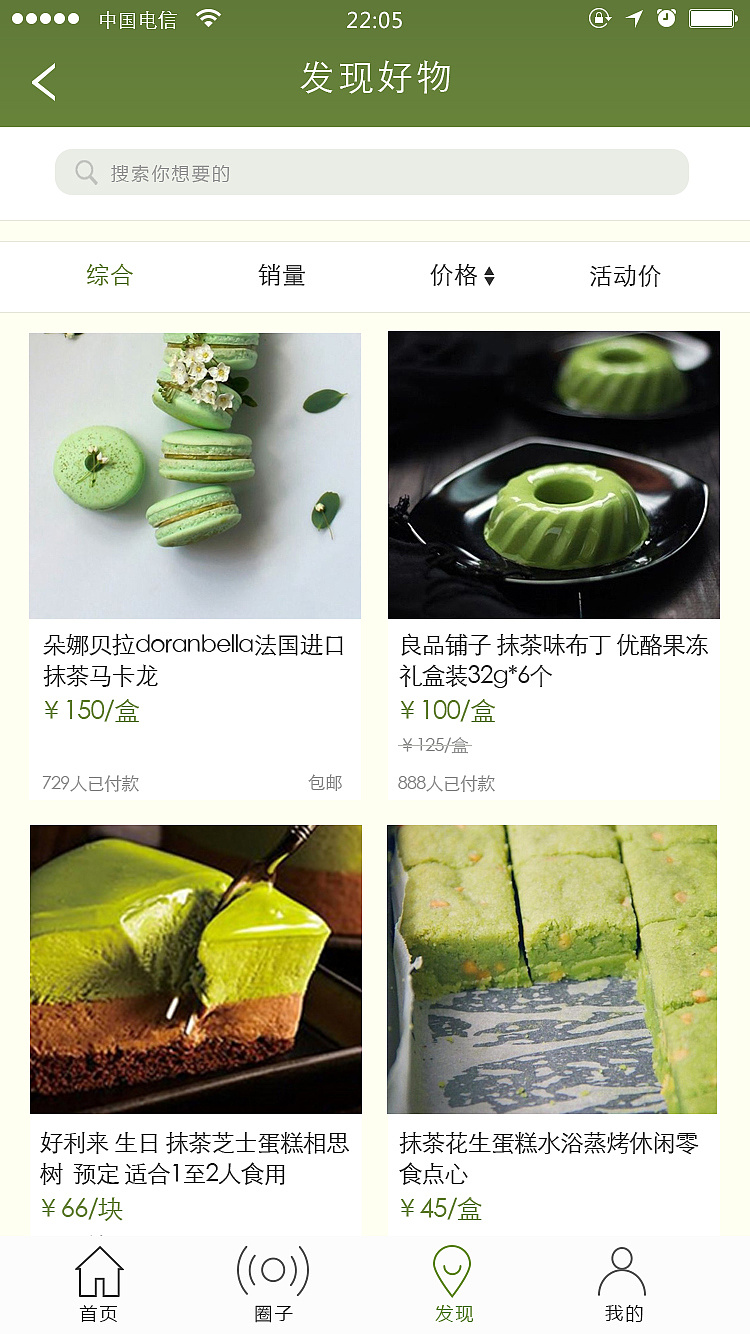 中国电信
22:05
发现好物
搜索你想要的
综合 销量 价格 活动价
朵娜贝拉doranbella法国进口
抹茶马卡龙
￥150/盒
729人已付款 包邮
良品铺子 抹茶味布丁 优酪果冻
礼盒装32g*6个
￥100/盒
￥125/盒
888人已付款
好利来 生日 抹茶芝士蛋糕相思
树 预定 适合1至2人食用
￥66/块
抹茶花生蛋糕水浴蒸烤休闲零
食点心
￥45/盒
首页 圈子 发现 我的